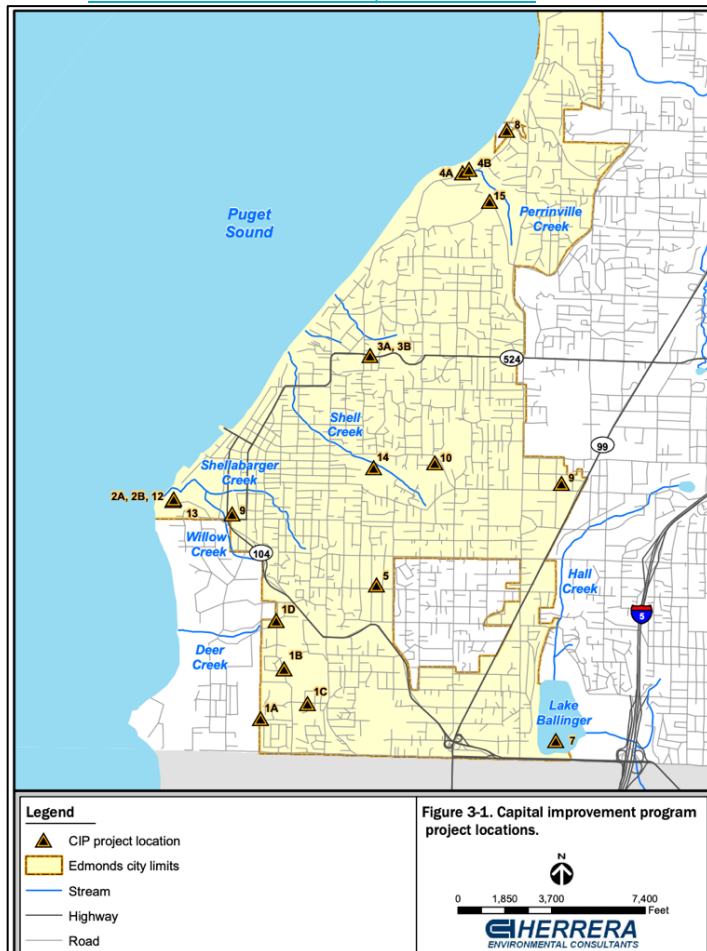 8
4B
4A
15
Perrinville
Creek
Puget
Sound
3A, 3B
524
Shell
Creek
99
14
10
Shellabarger
Creek
9
2A, 2B, 12
13
9
Willow
Creek
104
Hall
Creek
5
5
1D
Deer
Creek
1B
1C
Lake
Ballinger
1A
7
Legend
CIP project location
Edmonds city limits
Stream
Highway
Road
Figure 3-1. Capital improvement program
project locations.
N
0 1,850 3,700 7,400
Feet
HERRERA
ENVIRONMENTAL CONSULTANTS